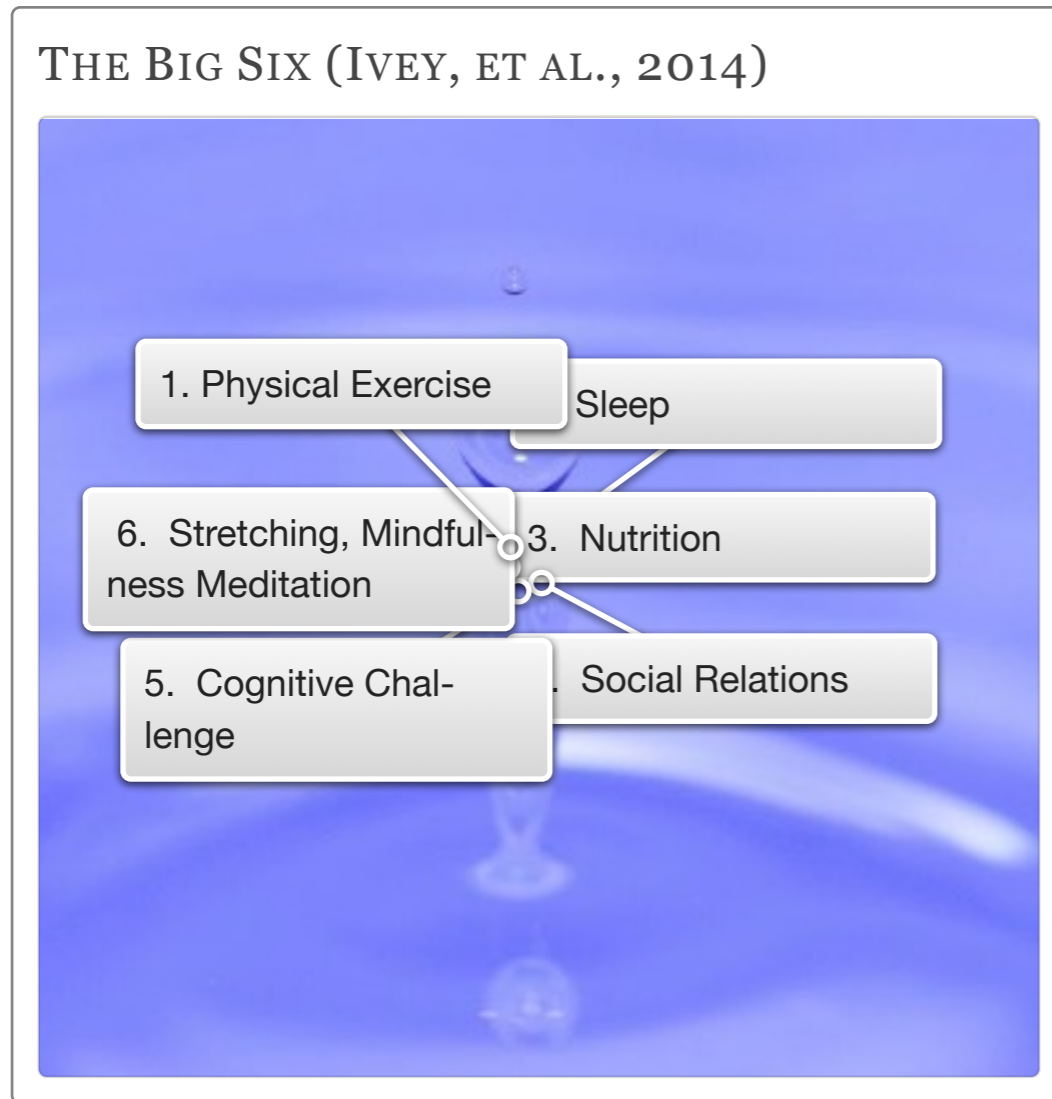 THE BIG SIX (IVEY, ET AL., 2014)
1. Physical Exercise
Sleep
3. Nutrition
. Social Relations
5. Cognitive Chal-
lenge
6. Stretching, Mindful-
ness Meditation